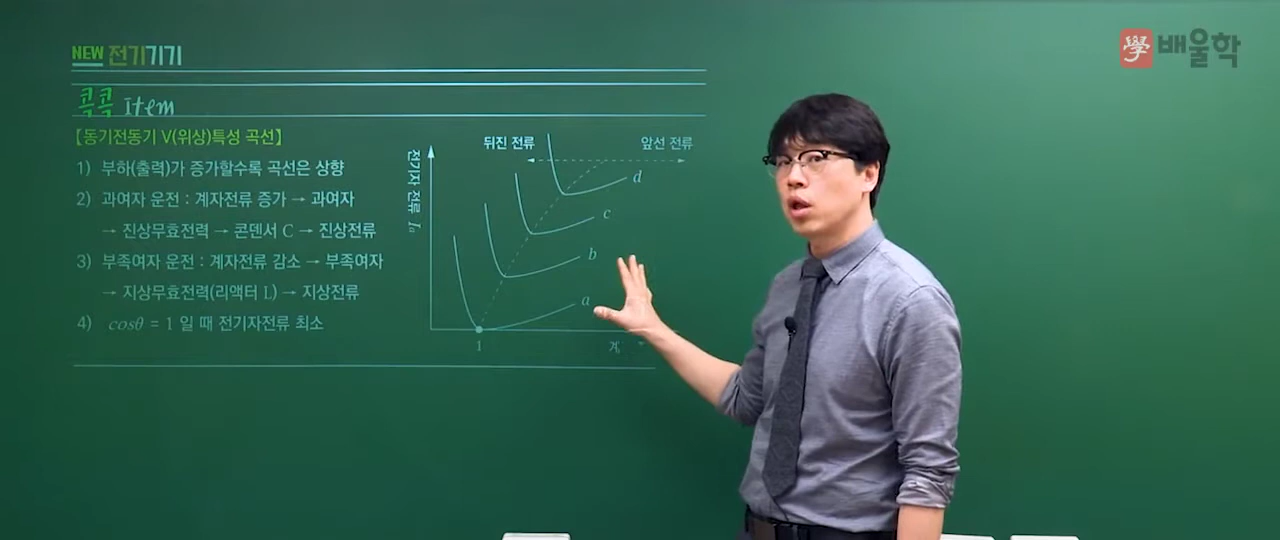 學 배울학
NEW 전기기기
콕콕 item
【동기전동기 V(위상)특성 곡선】
1) 부하(출력)가 증가할수록 곡선은 상향
2) 과여자 운전 : 계자전류 증가 → 과여자
→ 진상무효전력 → 콘덴서 C → 진상전류
3) 부족여자 운전 : 계자전류 감소 → 부족여자
→ 지상무효전력(리액터 L) → 지상전류
4) cosθ = 1 일 때 전기자전류 최소
뒤진 전류
앞선 전류
전기자 전류 Ia
d
c
b
a
1